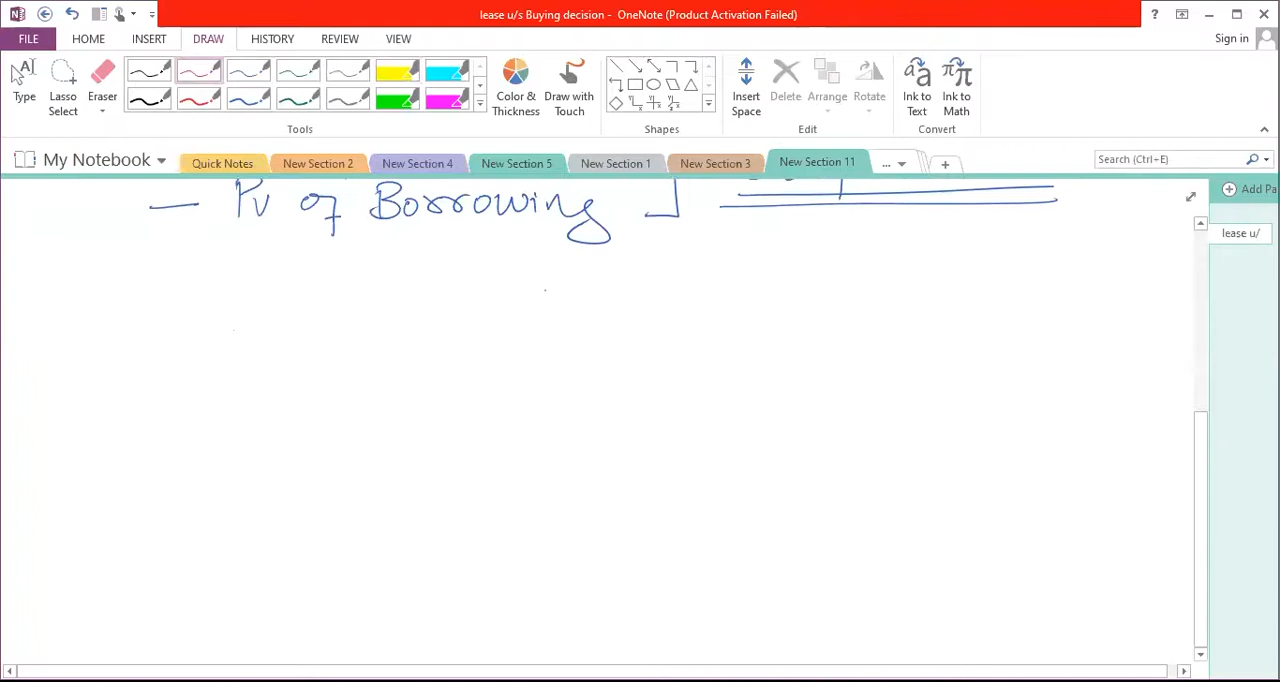 lease u/s Buying decision - OneNote (Product Activation Failed)
?
FILE HOME INSERT DRAW HISTORY REVIEW VIEW
Sign in
Type
Lasso Select
Eraser
Color & Thickness
Draw with Touch
Insert Space
Delete
Arrange
Rotate
Ink to Text
Ink to Math
Tools
Shapes
Edit
Convert
My Notebook
Quick Notes
New Section 2
New Section 4
New Section 5
New Section 1
New Section 3
New Section 11
...
+
Search (Ctrl+E)
Add Pa
lease u/
— Pv of Borrowing ]